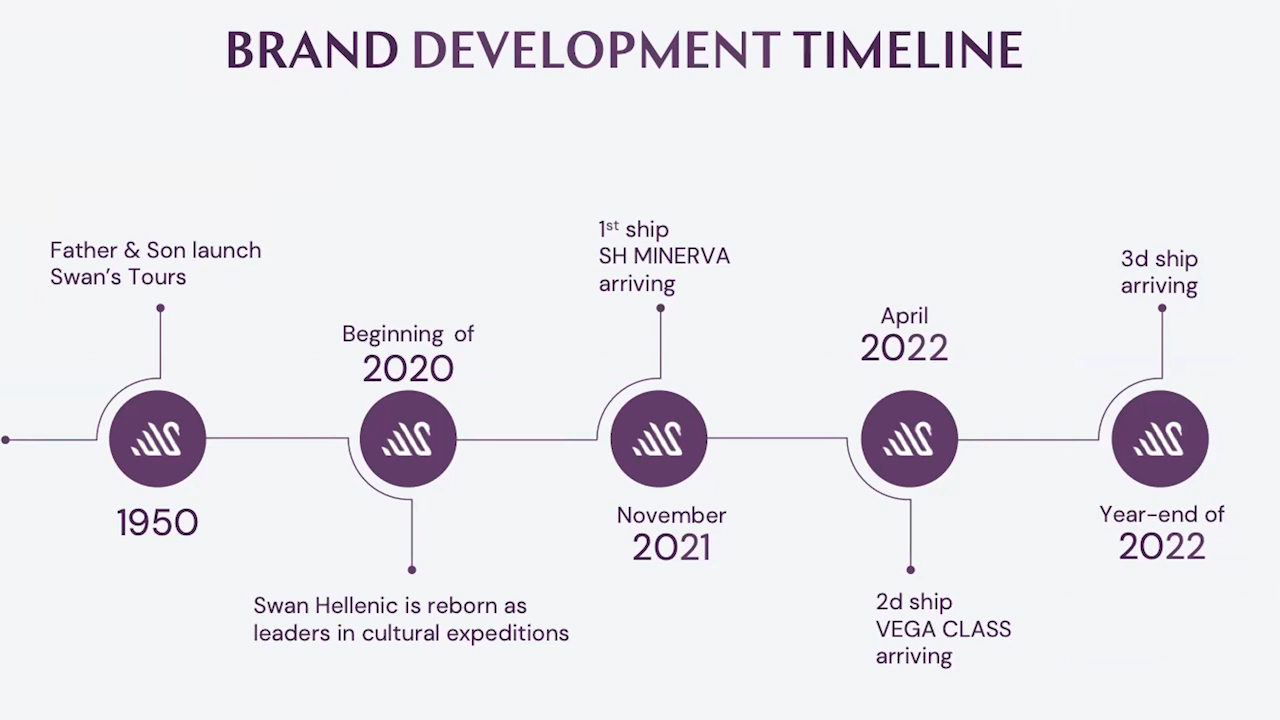 BRAND DEVELOPMENT TIMELINE
Father & Son launch
Swan's Tours
1950
Beginning of
2020
Swan Hellenic is reborn as
leaders in cultural expeditions
1st ship
SH MINERVA
arriving
November
2021
April
2022
2d ship
VEGA CLASS
arriving
3d ship
arriving
Year-end of
2022